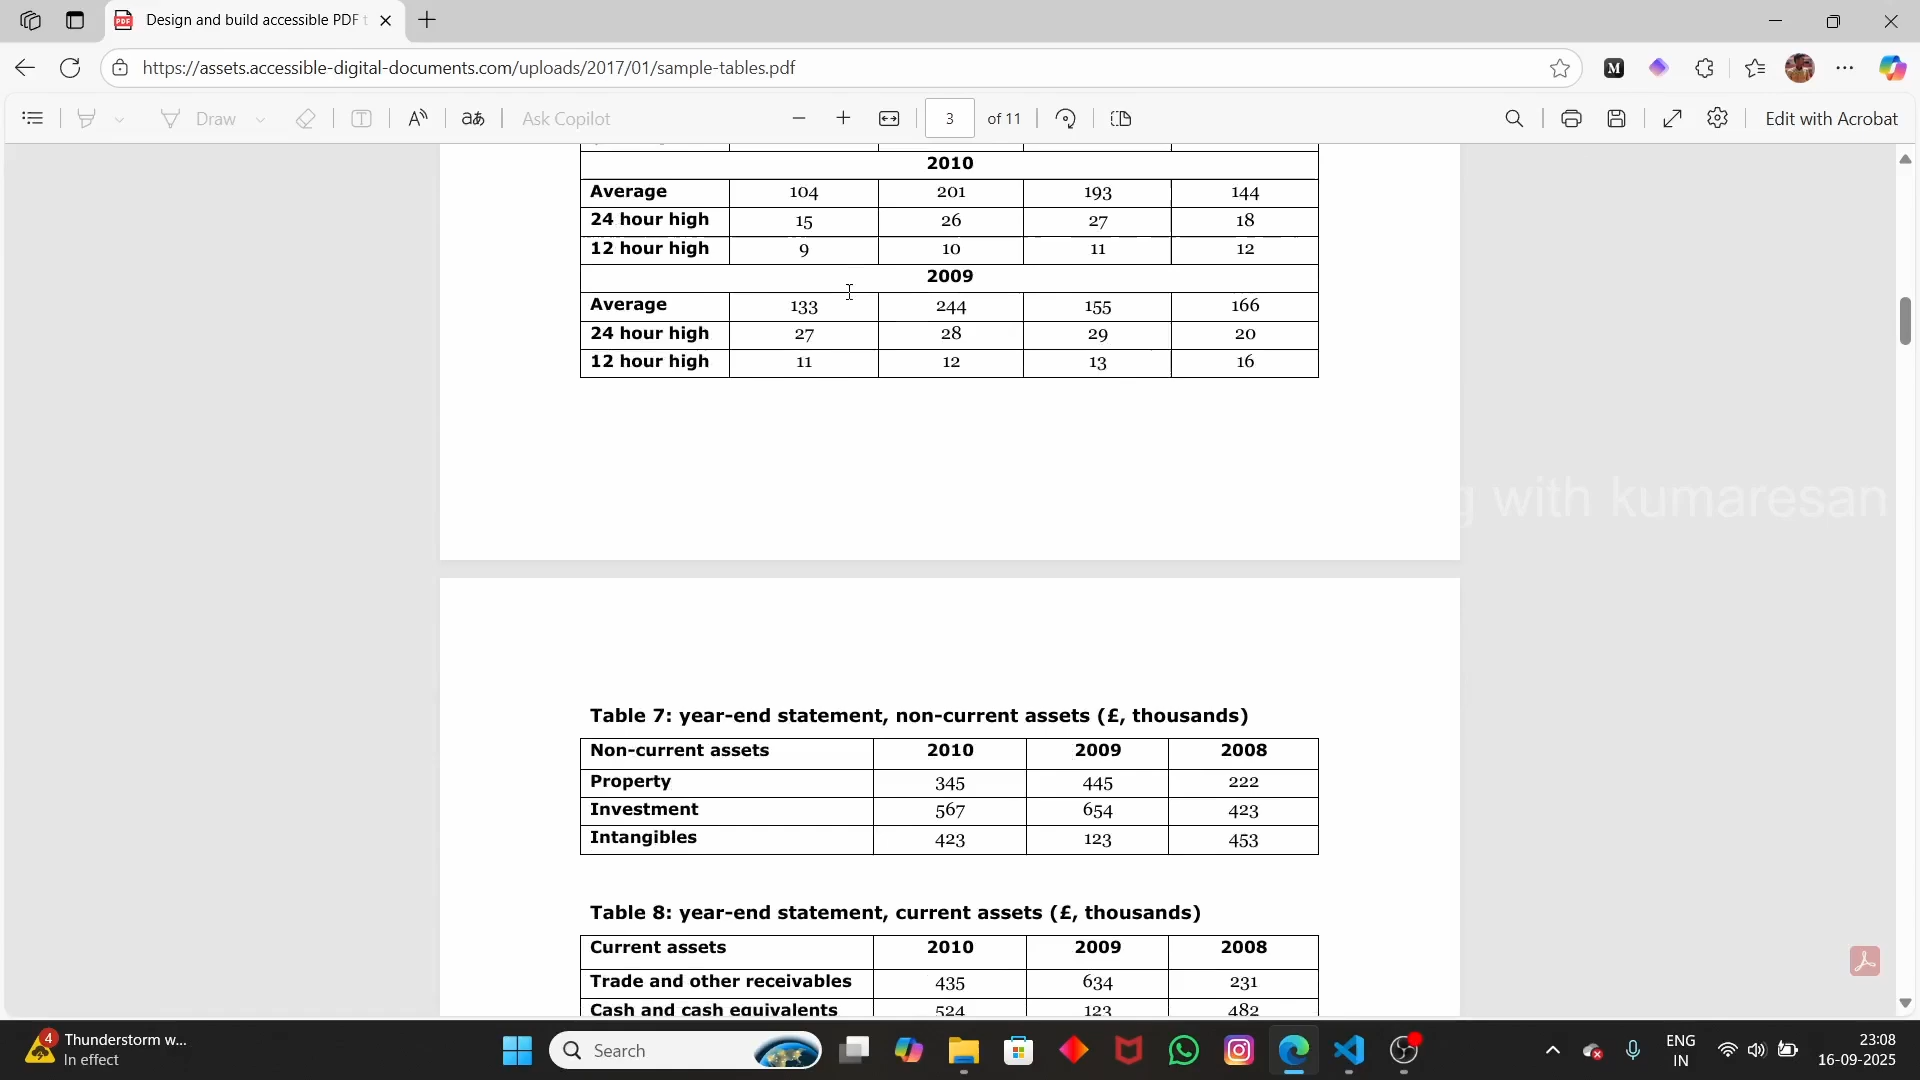 Design and build accessible PDF t
https://assets.accessible-digital-documents.com/uploads/2017/01/sample-tables.pdf
Draw
aあ
Ask Copilot
3 of 11
Edit with Acrobat
2010
Average 104 201 193 144
24 hour high 15 26 27 18
12 hour high 9 10 11 12
2009
Average 133 244 155 166
24 hour high 27 28 29 20
12 hour high 11 12 13 16
with kumaresan
Table 7: year-end statement, non-current assets (£, thousands)
Non-current assets 2010 2009 2008
Property 345 445 222
Investment 567 654 423
Intangibles 423 123 453
Table 8: year-end statement, current assets (£, thousands)
Current assets 2010 2009 2008
Trade and other receivables 435 634 231
Cash and cash equivalents 524 123 482
4
Thunderstorm w...
In effect
Search
ENG
IN
23:08
16-09-2025